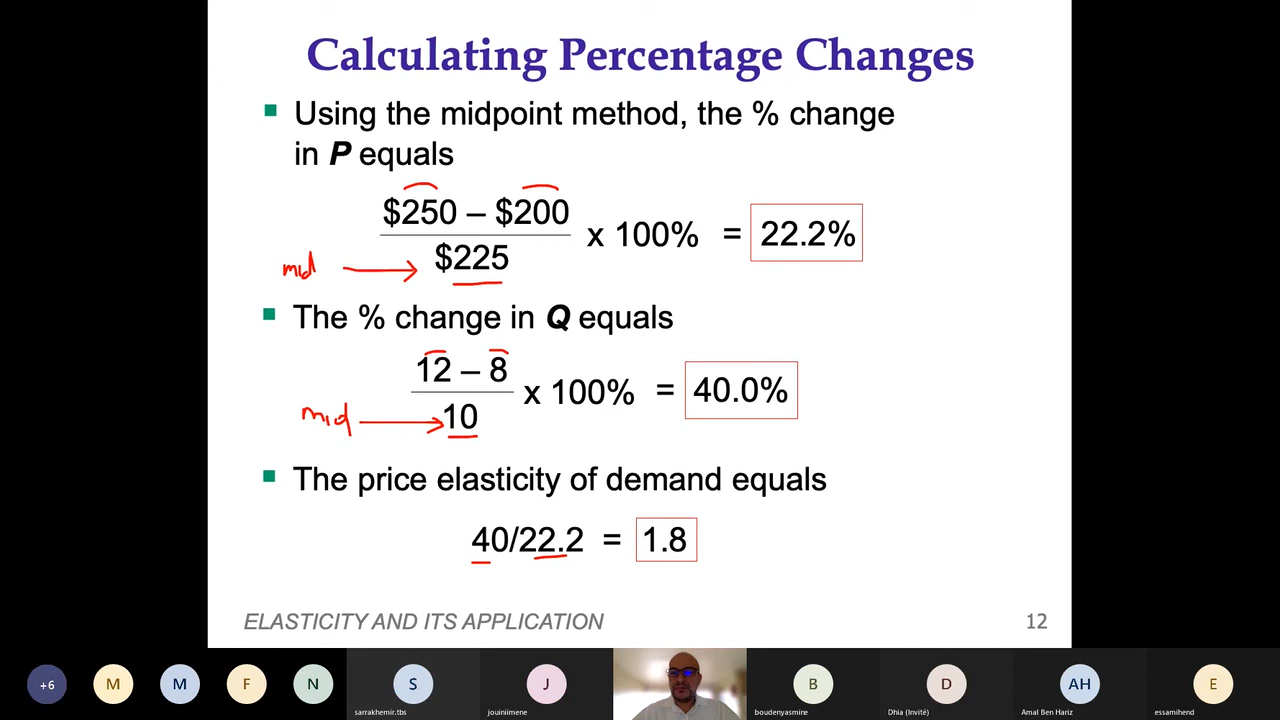 Calculating Percentage Changes
Using the midpoint method, the % change
in P equals
$250 – $200
$225
x 100% = 22.2%
mid
The % change in Q equals
12 – 8
10
x 100% = 40.0%
mid
The price elasticity of demand equals
40/22.2 = 1.8
ELASTICITY AND ITS APPLICATION
12
+6
M
M
F
N
S
J
B
D
AH
E
sarrakhemir.tbs
jouiniimene
boudenyasmine
Dhia (Invité)
Amal Ben Hariz
essamihend